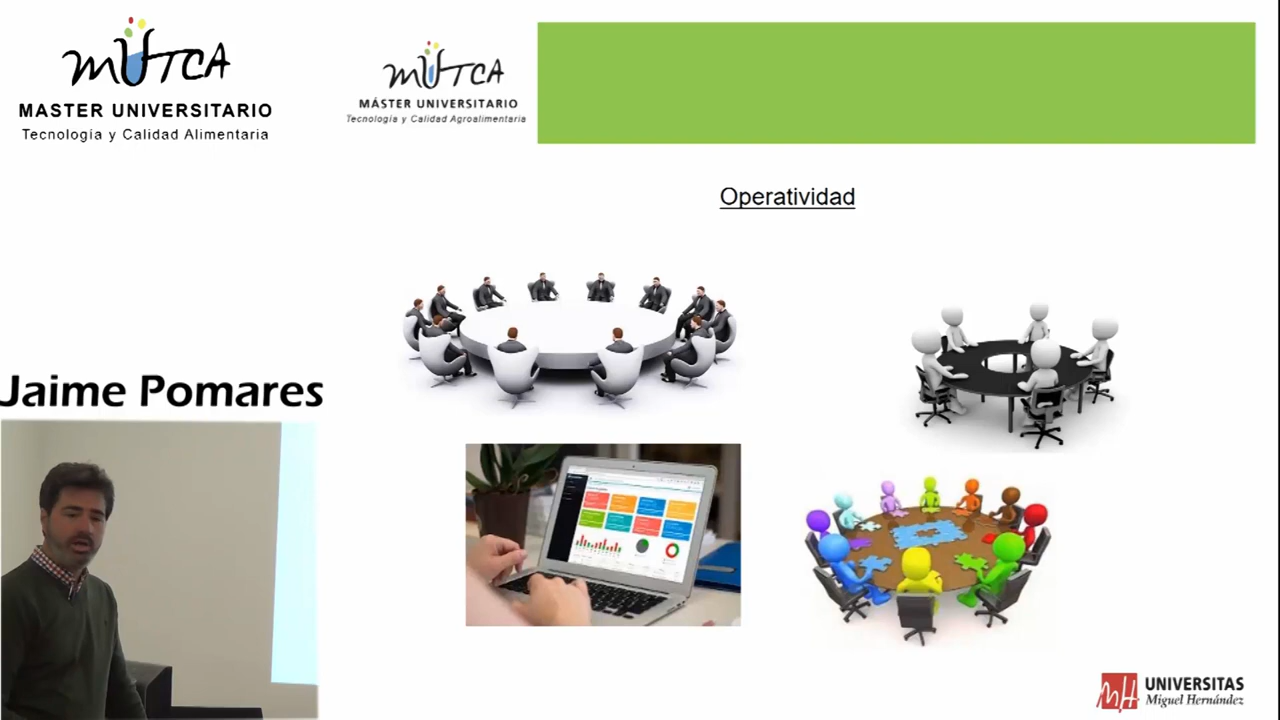 MUTCA
MASTER UNIVERSITARIO
Tecnología y Calidad Alimentaria
MUTCA
MÁSTER UNIVERSITARIO
Tecnología y Calidad Agroalimentaria
Operatividad
Jaime Pomares
UNIVERSITAS
Miguel Hernández